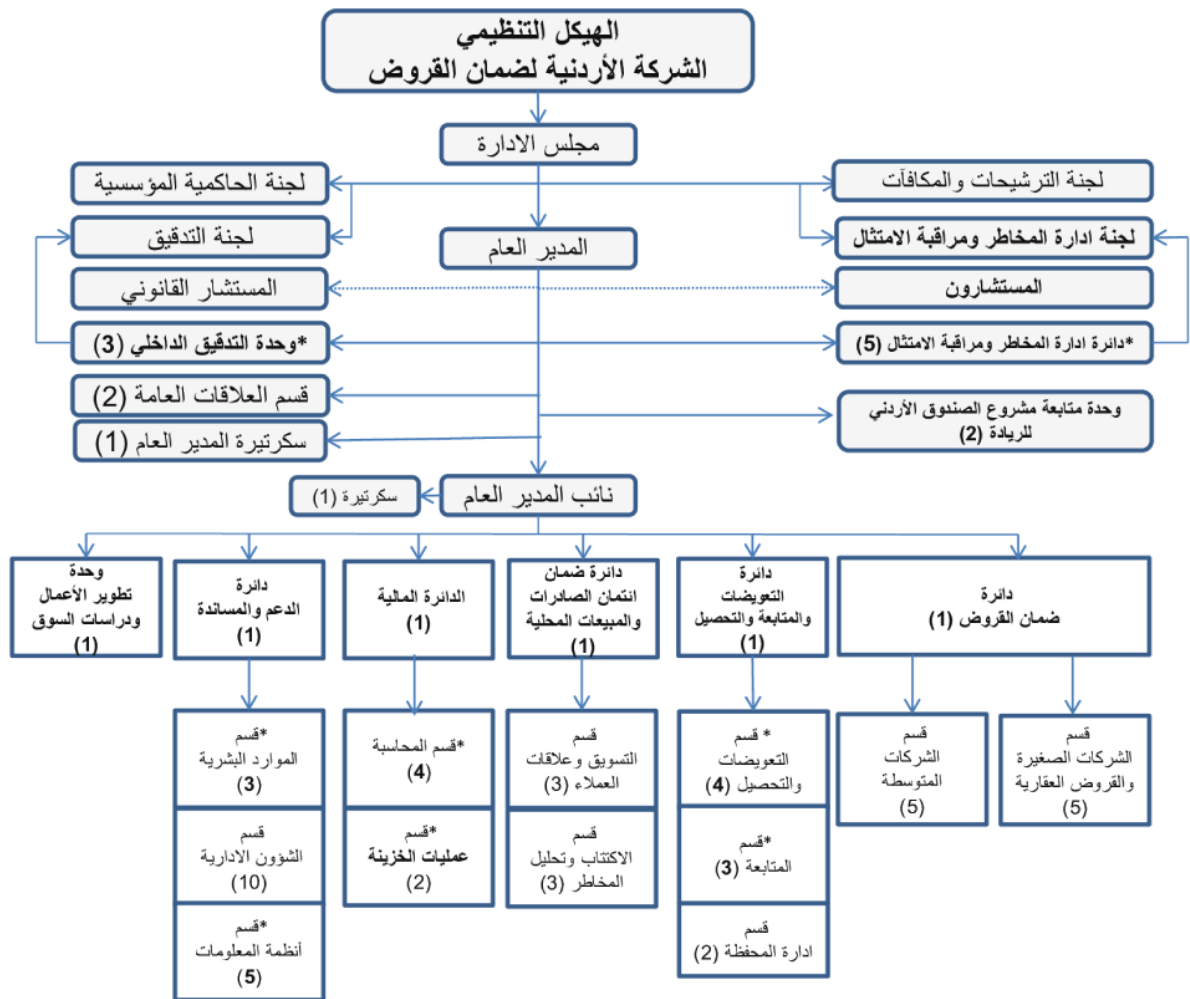 الهيكل التنظيمي
الشركة الأردنية لضمان القروض
مجلس الادارة
لجنة الترشيحات والمكافآت
لجنة الحاكمية المؤسسية
لجنة ادارة المخاطر ومراقبة الامتثال
المدير العام
لجنة التدقيق
المستشارون
المستشار القانوني
*دائرة ادارة المخاطر ومراقبة الامتثال (5)
*وحدة التدقيق الداخلي (3)
وحدة متابعة مشروع الصندوق الأردني
للريادة (2)
قسم العلاقات العامة (2)
سكرتيرة المدير العام (1)
نائب المدير العام
سكرتيرة (1)
دائرة
ضمان القروض (1)
دائرة
التعويضات
والمتابعة والتحصيل
(1)
دائرة ضمان
ائتمان الصادرات
والمبيعات المحلية
(1)
الدائرة المالية
(1)
دائرة
الدعم والمساندة
(1)
وحدة
تطوير الأعمال
ودراسات السوق
(1)
قسم
الشركات الصغيرة
والقروض العقارية
(5)
قسم
الشركات
المتوسطة
(5)
* قسم
التعويضات
والتحصيل (4)
*قسم
المتابعة (3)
قسم
ادارة المحفظة (2)
قسم
التسويق وعلاقات
العملاء (3)
قسم
الاكتتاب وتحليل
المخاطر (3)
*قسم المحاسبة
(4)
*قسم
عمليات الخزينة
(2)
*قسم
الموارد البشرية
(3)
قسم
الشؤون الادارية
(10)
*قسم
أنظمة المعلومات
(5)